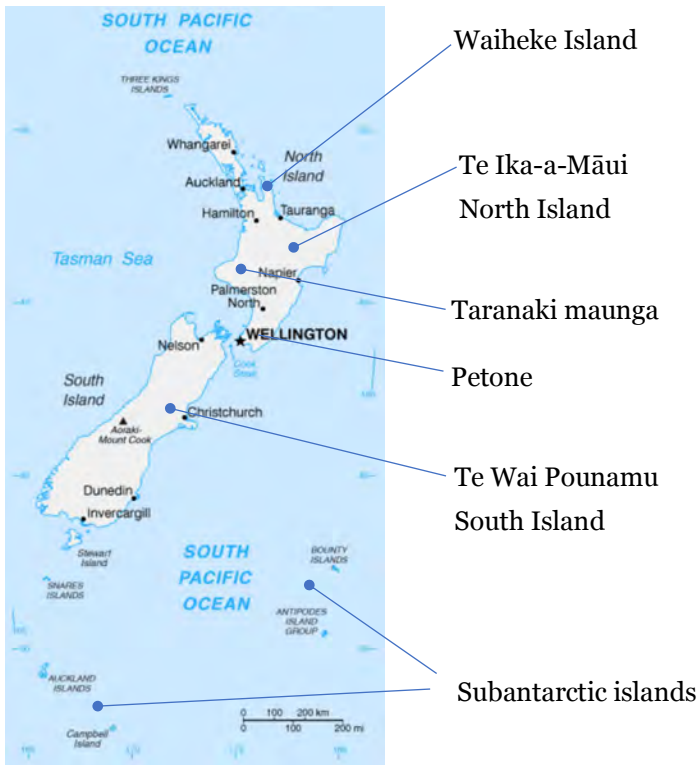 SOUTH PACIFIC
OCEAN
Waiheke Island
THREE KINGS
ISLANDS
Whangarei
North
Island
Auckland
Te Ika-a-Māui
North Island
Hamilton
Tauranga
Tasman Sea
Napier
Palmerston
North
Taranaki maunga
WELLINGTON
Nelson
Cook
Strait
Petone
South
Island
Christchurch
Aoraki-
Mount Cook
Te Wai Pounamu
South Island
Dunedin
Invercargill
Stewart
Island
SOUTH
PACIFIC
OCEAN
BOUNTY
ISLANDS
SNARES
ISLANDS
ANTIPODES
ISLAND
GROUP
AUCKLAND
ISLANDS
Subantarctic islands
Campbell
Island
0 100 200 km
0 100 200 mi